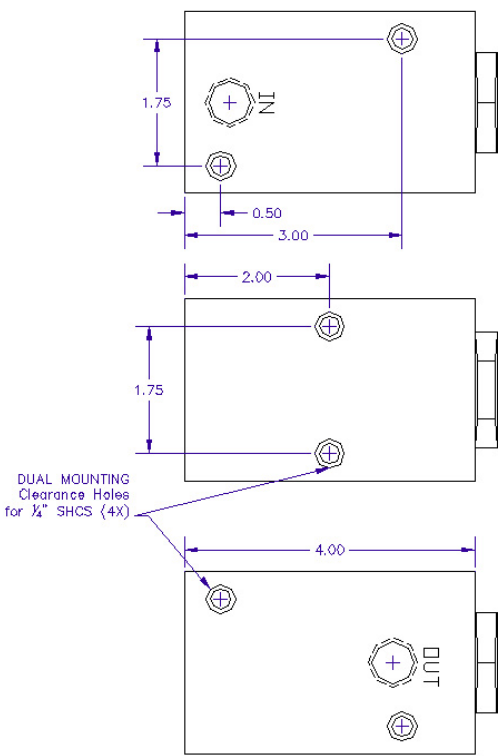 1.75
IN
0.50
3.00
2.00
1.75
DUAL MOUNTING
Clearance Holes
for ¼" SHCS (4X)
4.00
OUT